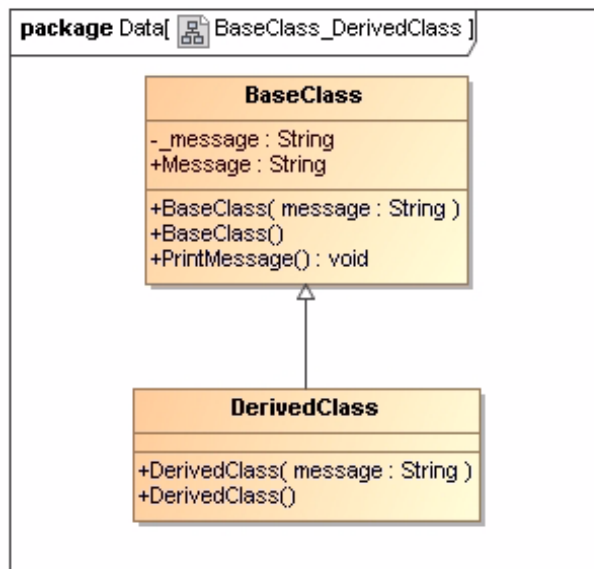 package Data[ BaseClass_DerivedClass ]
BaseClass
-_message : String
+Message : String
+BaseClass( message : String )
+BaseClass()
+PrintMessage() : void
DerivedClass
+DerivedClass( message : String )
+DerivedClass()